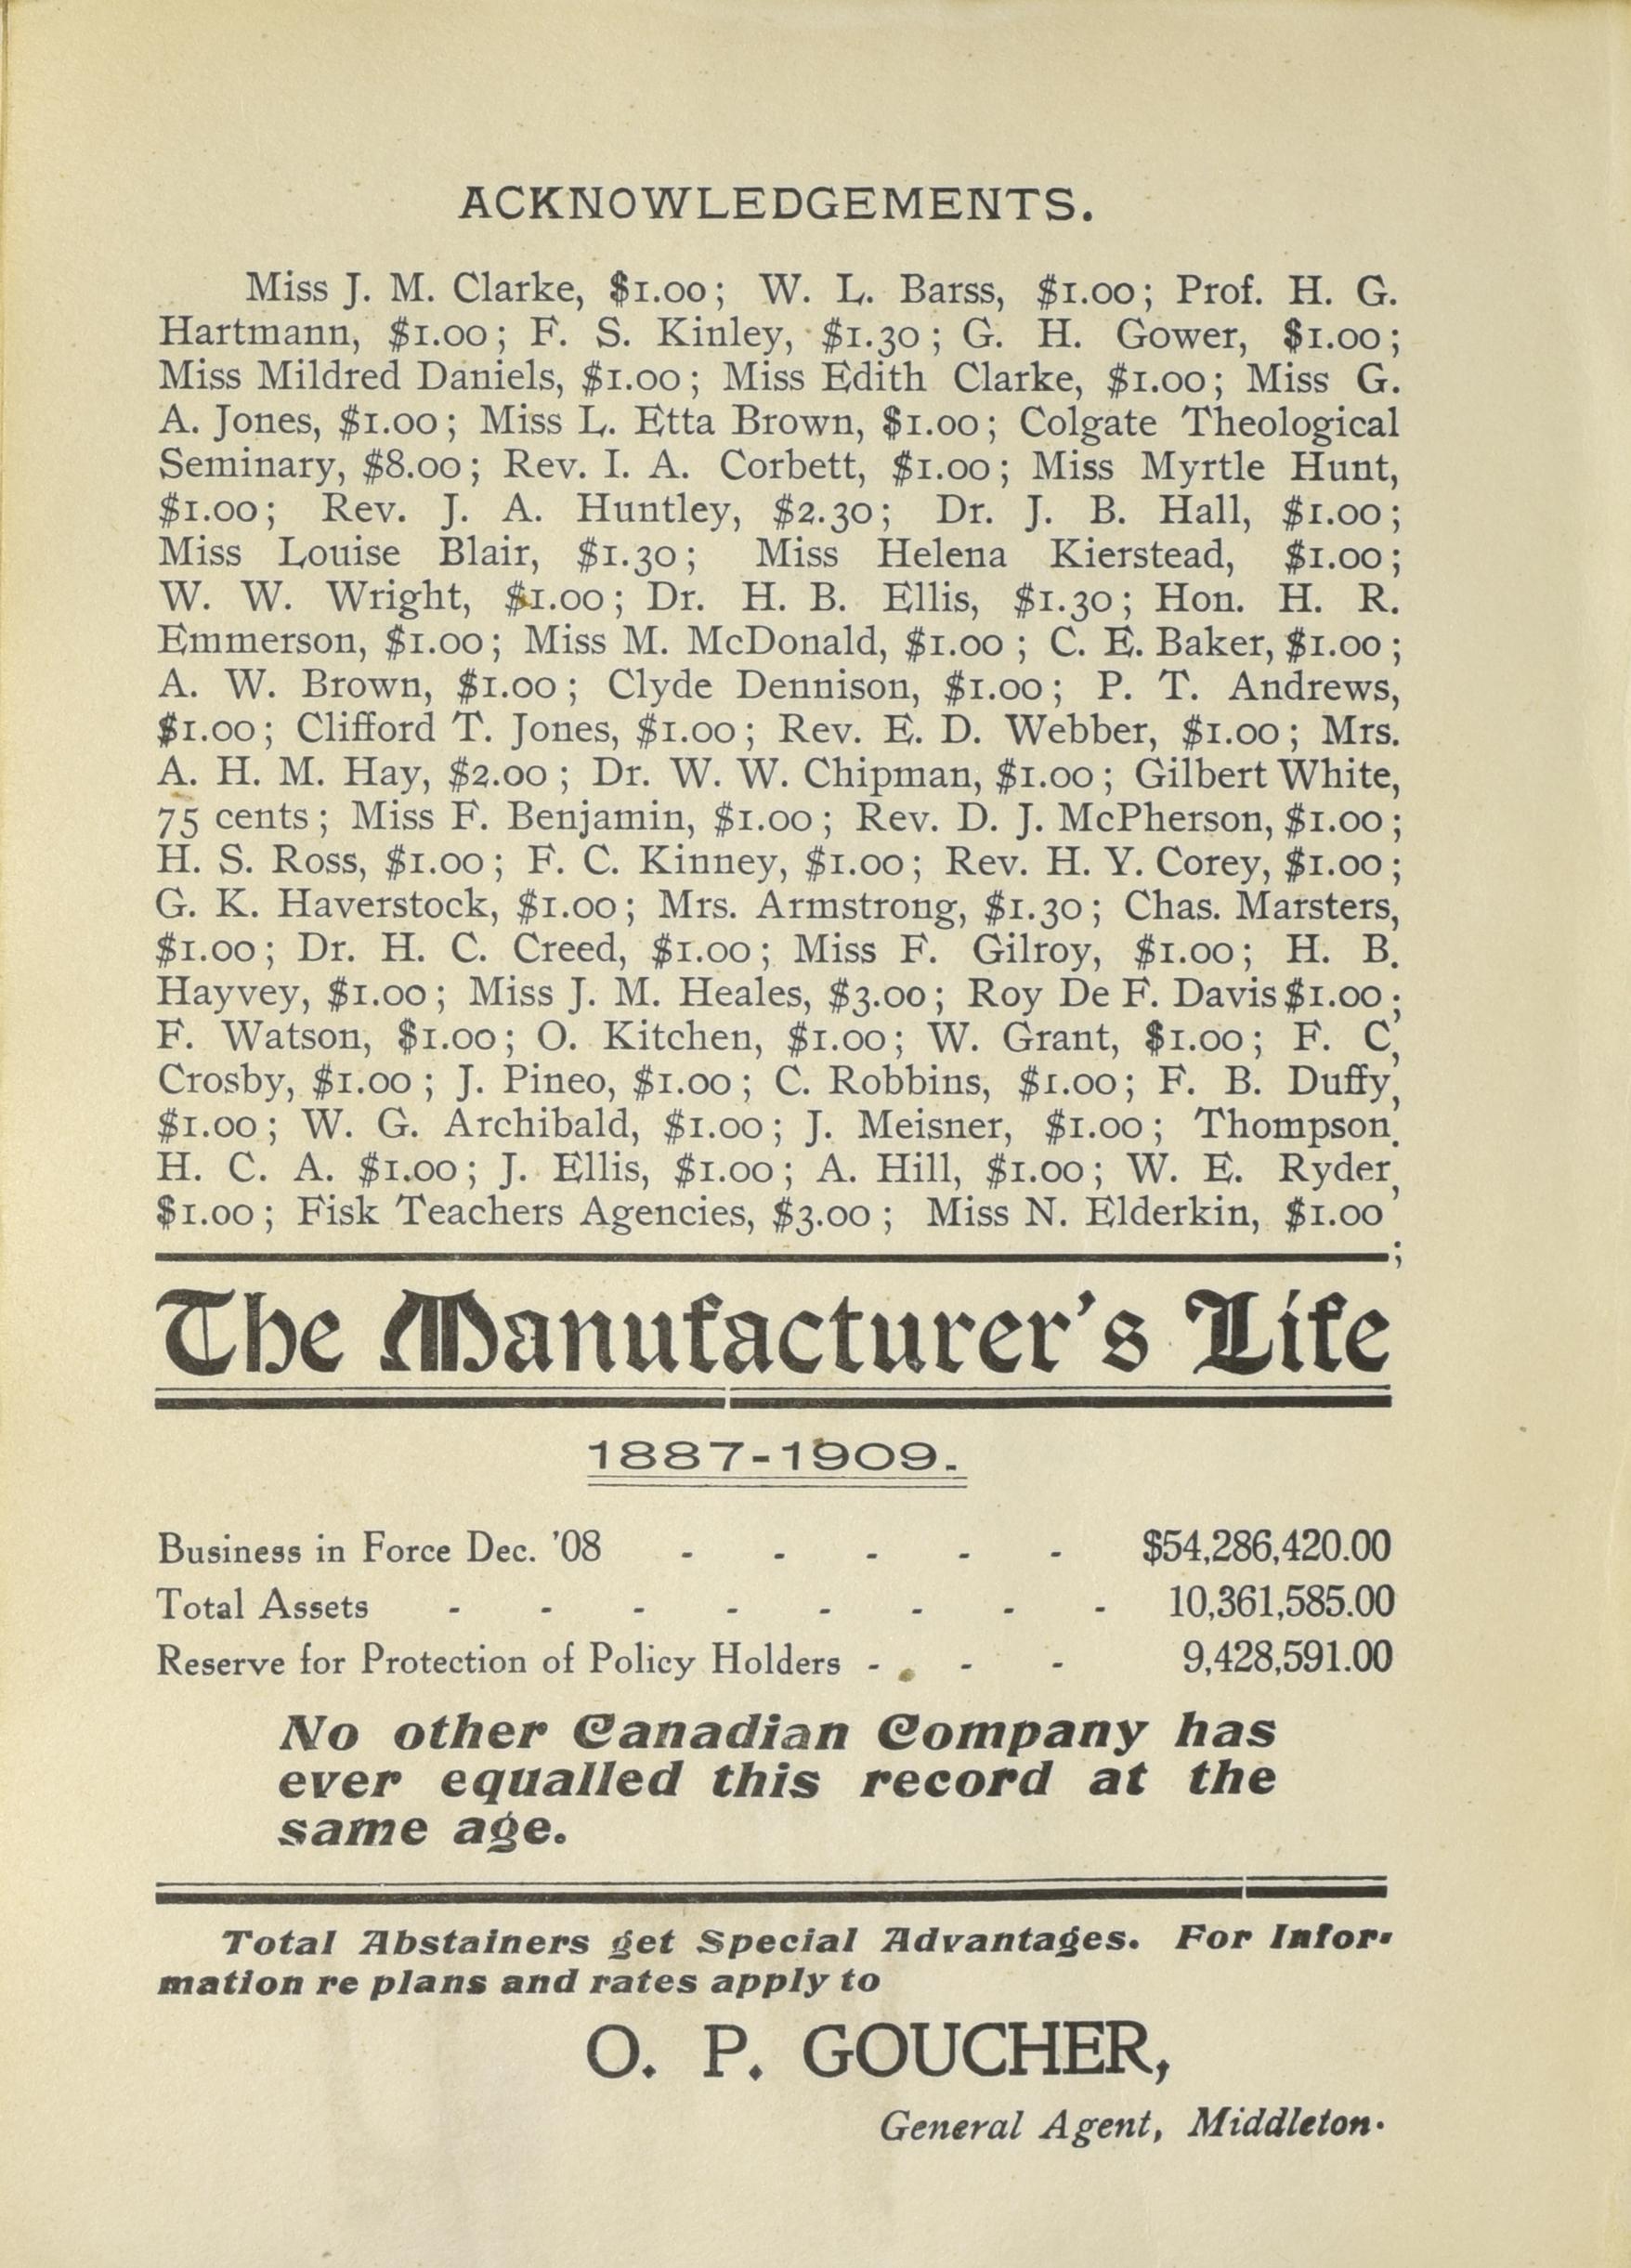 ACKNOWLEDGEMENTS.
Miss J. M. Clarke, $1.00; W. L. Barss, $1.00; Prof. H. G.
Hartmann, $1.00; F. S. Kinley, $1.30; G. H. Gower, $1.00;
Miss Mildred Daniels, $1.00; Miss Edith Clarke, $1.00; Miss G.
A. Jones, $1.00; Miss L. Etta Brown, $1.00; Colgate Theological
Seminary, $8.00; Rev. I. A. Corbett, $1.00; Miss Myrtle Hunt,
$1.00; Rev. J. A. Huntley, $2.30; Dr. J. B. Hall, $1.00;
Miss Louise Blair, $1.30; Miss Helena Kierstead, $1.00;
W. W. Wright, $1.00; Dr. H. B. Ellis, $1.30; Hon. H. R.
Emmerson, $1.00; Miss M. McDonald, $1.00; C. E. Baker, $1.00;
A. W. Brown, $1.00; Clyde Dennison, $1.00; P. T. Andrews,
$1.00; Clifford T. Jones, $1.00; Rev. E. D. Webber, $1.00; Mrs.
A. H. M. Hay, $2.00; Dr. W. W. Chipman, $1.00; Gilbert White,
75 cents; Miss F. Benjamin, $1.00; Rev. D. J. McPherson, $1.00;
H. S. Ross, $1.00; F. C. Kinney, $1.00; Rev. H. Y. Corey, $1.00;
G. K. Haverstock, $1.00; Mrs. Armstrong, $1.30; Chas. Marsters,
$1.00; Dr. H. C. Creed, $1.00; Miss F. Gilroy, $1.00; H. B.
Hayvey, $1.00; Miss J. M. Heales, $3.00; Roy De F. Davis $1.00;
F. Watson, $1.00; O. Kitchen, $1.00; W. Grant, $1.00; F. C,
Crosby, $1.00; J. Pineo, $1.00; C. Robbins, $1.00; F. B. Duffy,
$1.00; W. G. Archibald, $1.00; J. Meisner, $1.00; Thompson.
H. C. A. $1.00; J. Ellis, $1.00; A. Hill, $1.00; W. E. Ryder,
$1.00; Fisk Teachers Agencies, $3.00; Miss N. Elderkin, $1.00;
The Manufacturer's Life
1887-1909.
Business in Force Dec. '08 - - - - - $54,286,420.00
Total Assets - - - - - - - - 10,361,585.00
Reserve for Protection of Policy Holders - - - - 9,428,591.00
No other Canadian Company has
ever equalled this record at the
same age.
Total Abstainers get Special Advantages. For Infor-
mation re plans and rates apply to
O. P. GOUCHER,
General Agent, Middleton.